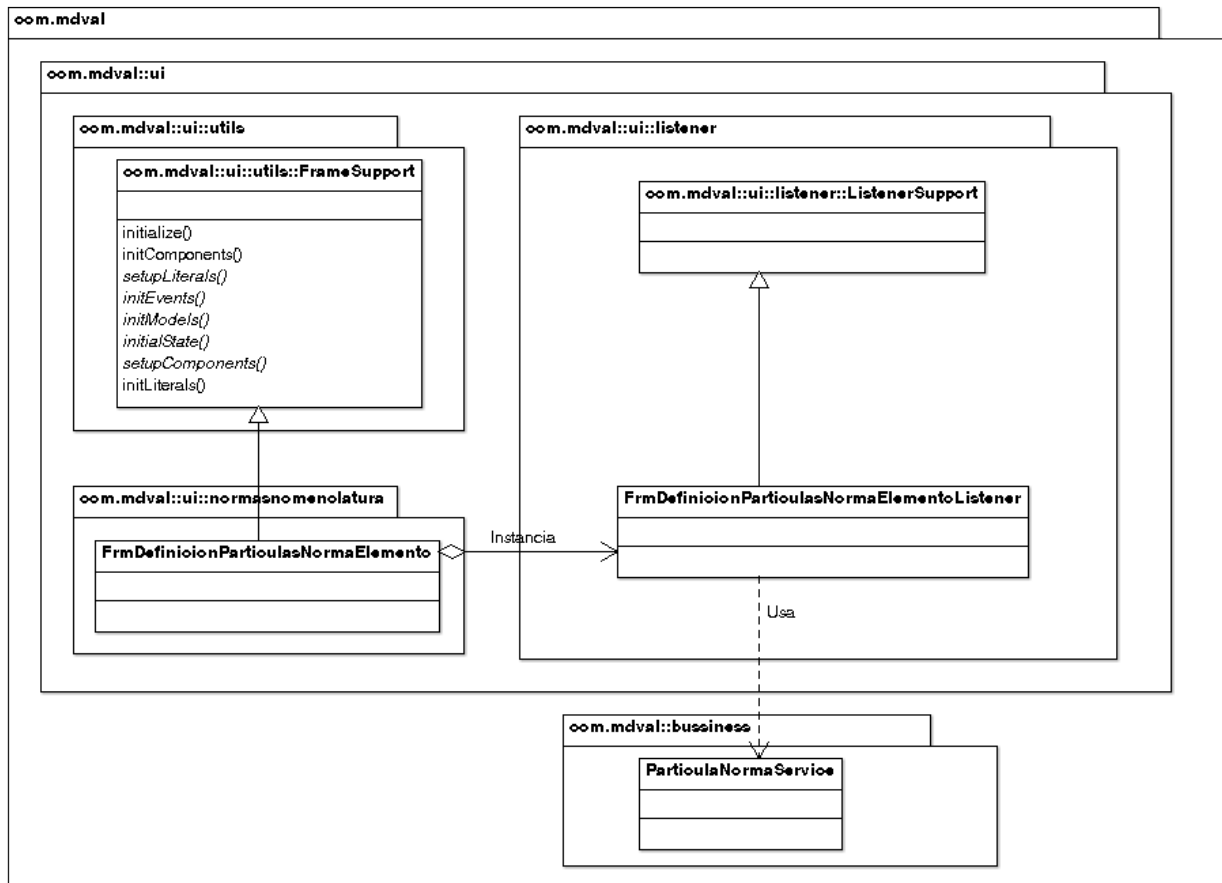 com.mdval
com.mdval::ui
com.mdval::ui::utils
com.mdval::ui::listener
com.mdval::ui::utils::FrameSupport
com.mdval::ui::listener::ListenerSupport
initialize()
initComponents()
setupLiterals()
initEvents()
initModels()
initialState()
setupComponents()
initLiterals()
com.mdval::ui::normasnomenclatura
FrmDefinicionParticulasNormaElementoListener
FrmDefinicionParticulasNormaElemento
Instancia
Usa
com.mdval::bussiness
ParticulaNormaService